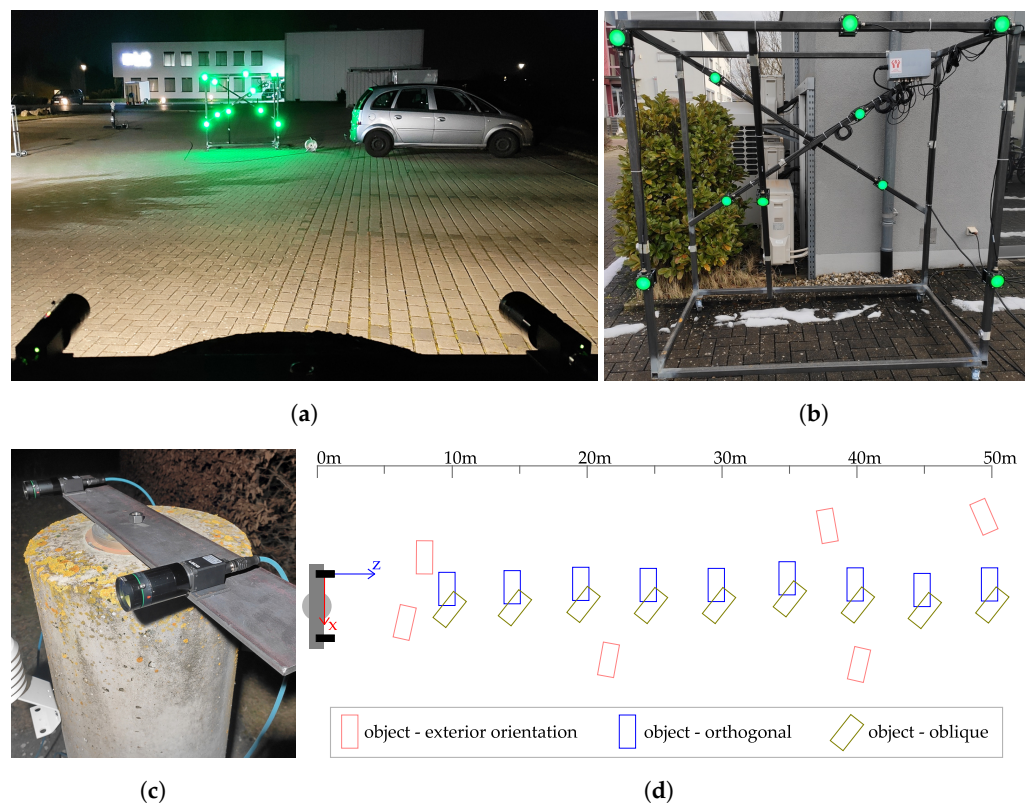 (a)
(b)
0m 10m 20m 30m 40m 50m
z
x
object - exterior orientation object - orthogonal object - oblique
(c)
(d)